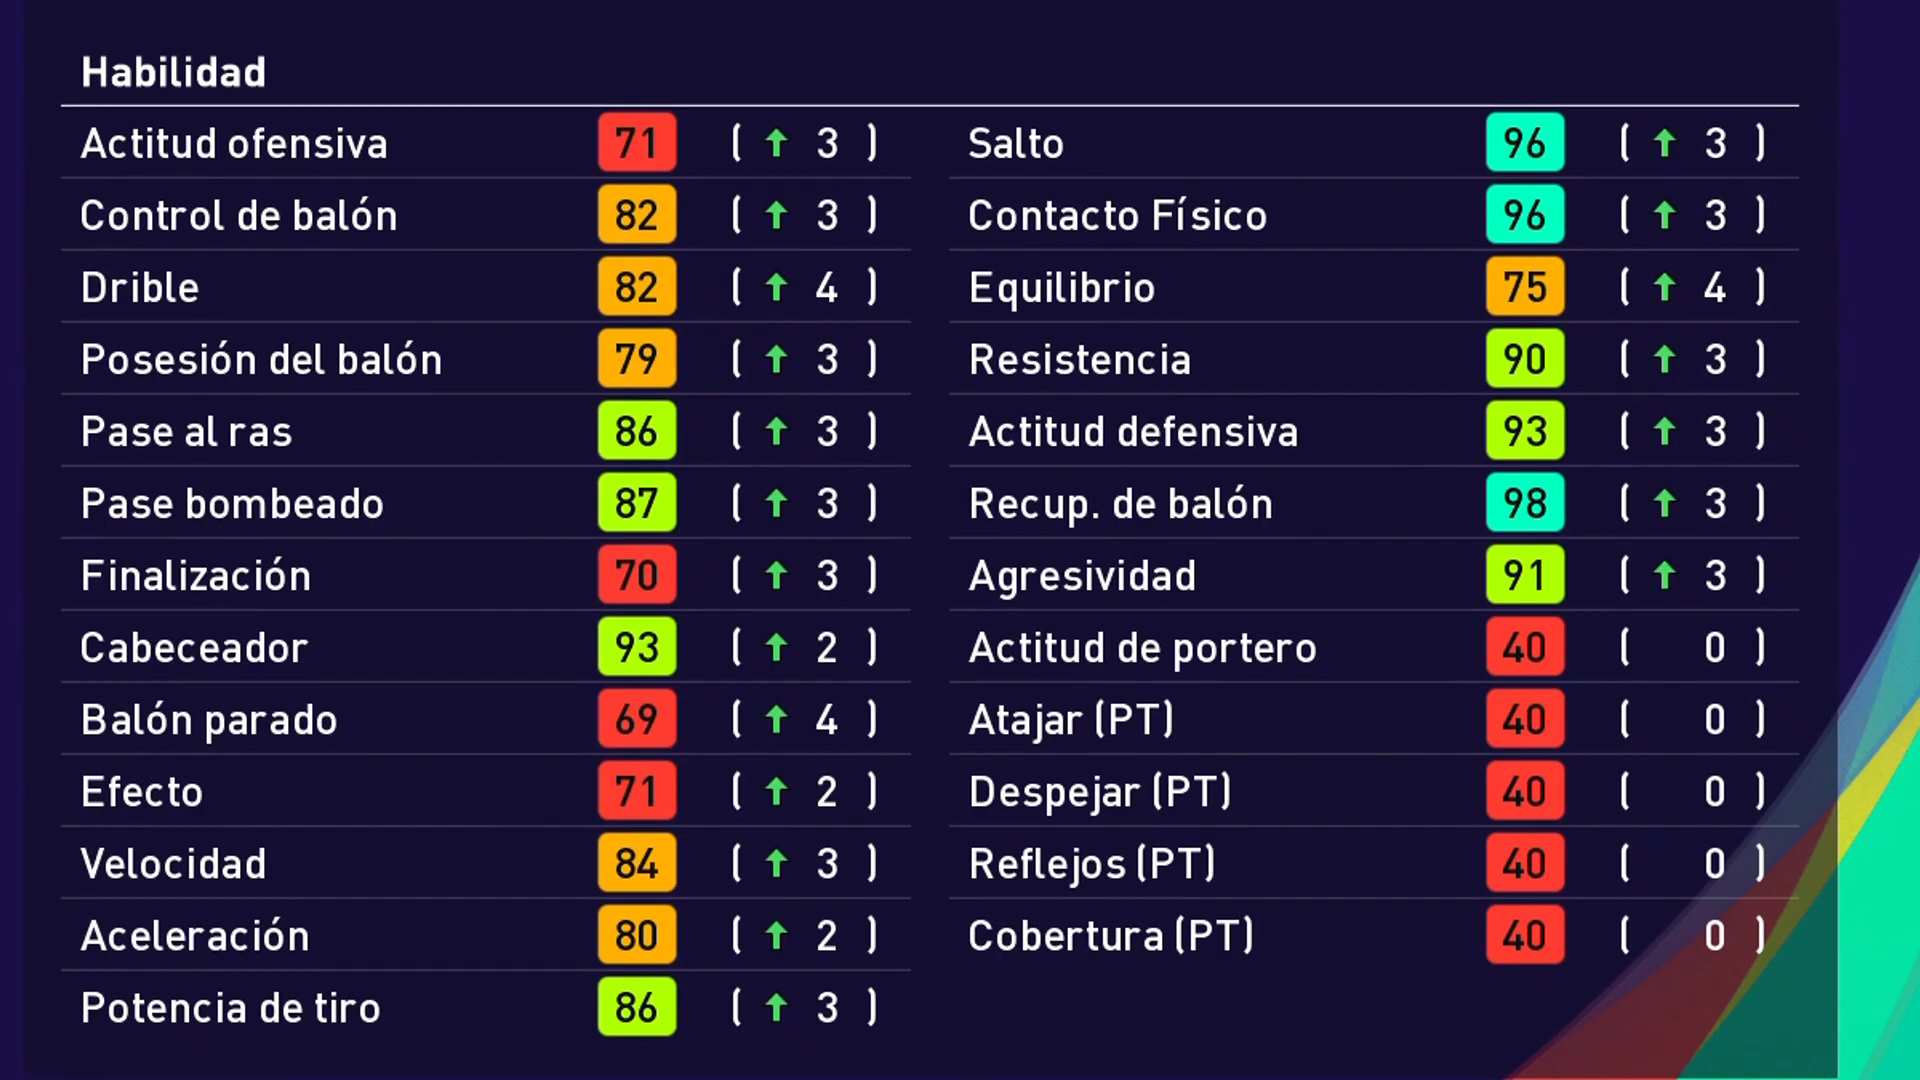 Habilidad
Actitud ofensiva 71 ( ↑ 3 )
Control de balón 82 ( ↑ 3 )
Drible 82 ( ↑ 4 )
Posesión del balón 79 ( ↑ 3 )
Pase al ras 86 ( ↑ 3 )
Pase bombeado 87 ( ↑ 3 )
Finalización 70 ( ↑ 3 )
Cabeceador 93 ( ↑ 2 )
Balón parado 69 ( ↑ 4 )
Efecto 71 ( ↑ 2 )
Velocidad 84 ( ↑ 3 )
Aceleración 80 ( ↑ 2 )
Potencia de tiro 86 ( ↑ 3 )
Salto 96 ( ↑ 3 )
Contacto Físico 96 ( ↑ 3 )
Equilibrio 75 ( ↑ 4 )
Resistencia 90 ( ↑ 3 )
Actitud defensiva 93 ( ↑ 3 )
Recup. de balón 98 ( ↑ 3 )
Agresividad 91 ( ↑ 3 )
Actitud de portero 40 ( 0 )
Atajar (PT) 40 ( 0 )
Despejar (PT) 40 ( 0 )
Reflejos (PT) 40 ( 0 )
Cobertura (PT) 40 ( 0 )